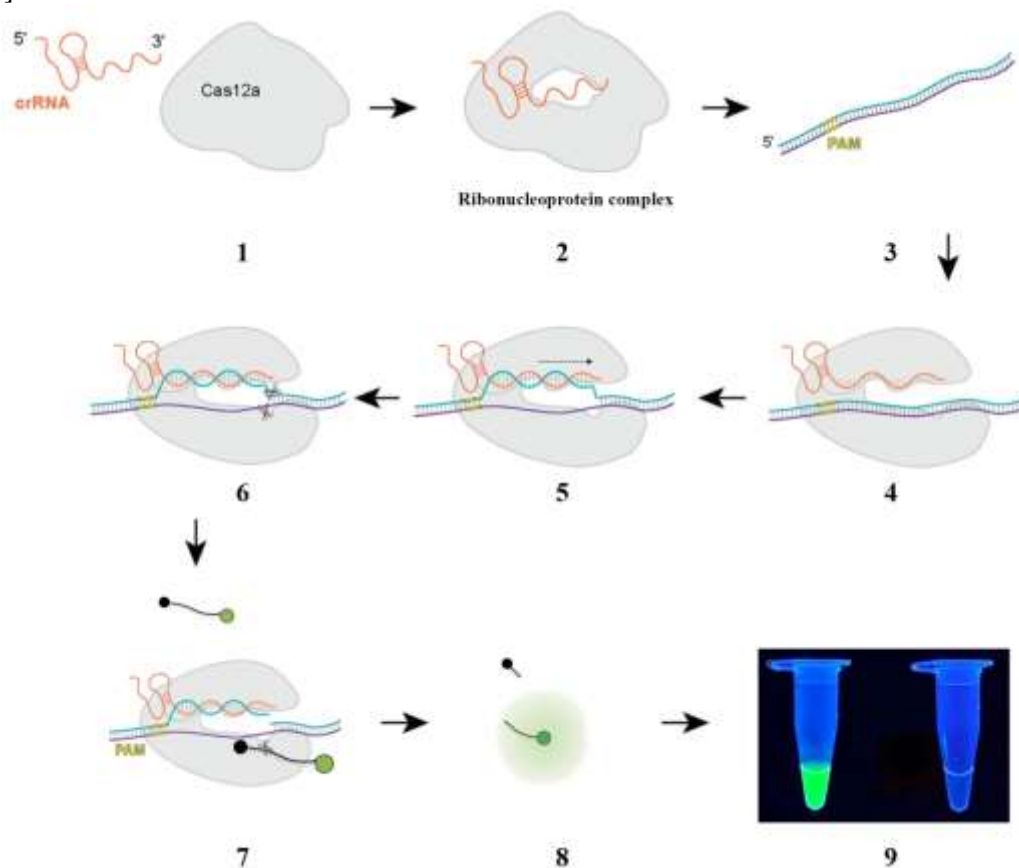 ]
5' 3'
crRNA
Cas12a
5'
PAM
Ribonucleoprotein complex
1 2 3
6 5 4
PAM
7 8 9